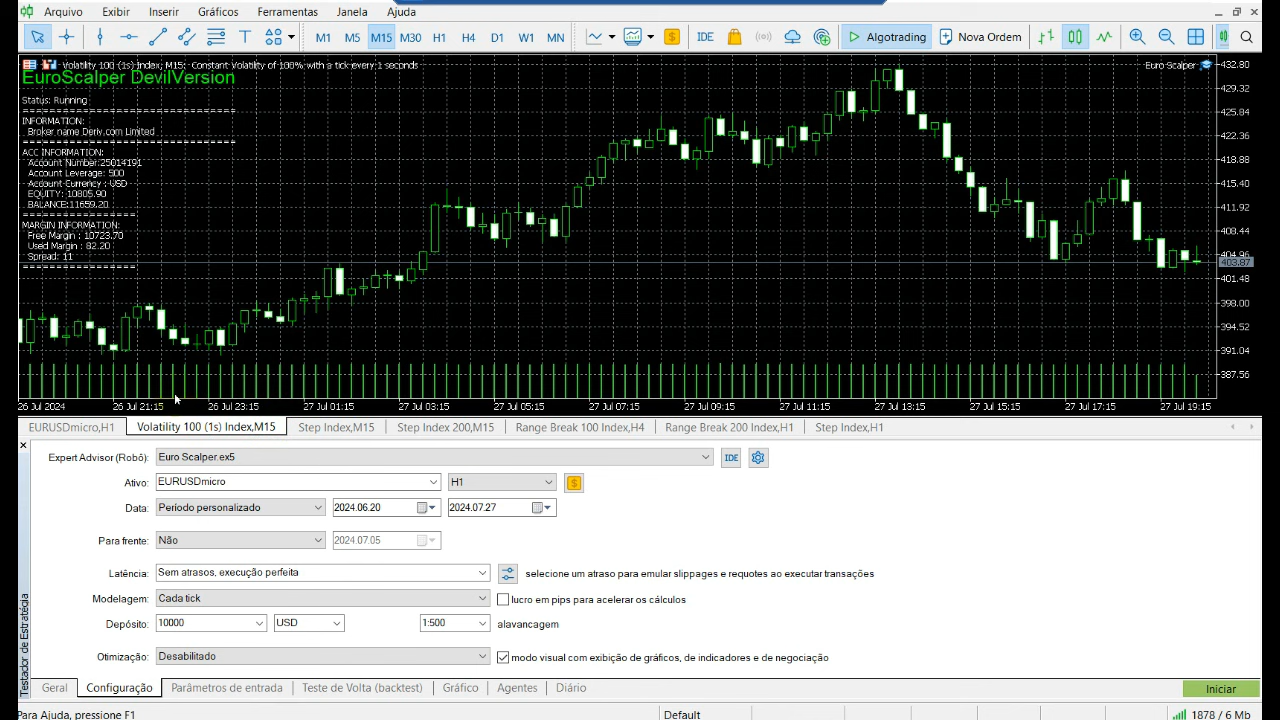 Arquivo Exibir Inserir Gráficos Ferramentas Janela Ajuda
M1 M5 M15 M30 H1 H4 D1 W1 MN IDE Algotrading Nova Ordem
Volatility 100 (1s) Index, M15: Constant Volatility of 100% with a tick every 1 seconds
Euro Scalper
EuroScalper DevilVersion
Status: Running
==========================
INFORMATION:
Broker name Deriv.com Limited
==========================
ACC INFORMATION:
Account Number:25014191
Account Leverage: 500
Acdount Currency : USD
EQUITY: 10805.90
BALANCE:11659.20
===============
MARGIN INFORMATION:
Free Margin : 10723.70
Used Margin : 82.20
Spread: 11
===============
432.80
429.32
425.84
422.36
418.88
415.40
411.92
408.44
404.96
403.87
401.48
398.00
394.52
391.04
387.56
26 Jul 2024 26 Jul 21:15 26 Jul 23:15 27 Jul 01:15 27 Jul 03:15 27 Jul 05:15 27 Jul 07:15 27 Jul 09:15 27 Jul 11:15 27 Jul 13:15 27 Jul 15:15 27 Jul 17:15 27 Jul 19:15
EURUSDmicro,H1 Volatility 100 (1s) Index,M15 Step Index,M15 Step Index 200,M15 Range Break 100 Index,H4 Range Break 200 Index,H1 Step Index,H1
Expert Advisor (Robô): Euro Scalper.ex5 IDE
Ativo: EURUSDmicro H1
Data: Período personalizado 2024.06.20 2024.07.27
Para frente: Não 2024.07.05
Latência: Sem atrasos, execução perfeita selecione um atraso para emular slippages e requotes ao executar transações
Modelagem: Cada tick lucro em pips para acelerar os cálculos
Depósito: 10000 USD 1:500 alavancagem
Otimização: Desabilitado modo visual com exibição de gráficos, de indicadores e de negociação
Testador de Estratégia
Geral Configuração Parâmetros de entrada Teste de Volta (backtest) Gráfico Agentes Diário Iniciar
Para Ajuda, pressione F1 Default 1878 / 6 Mb